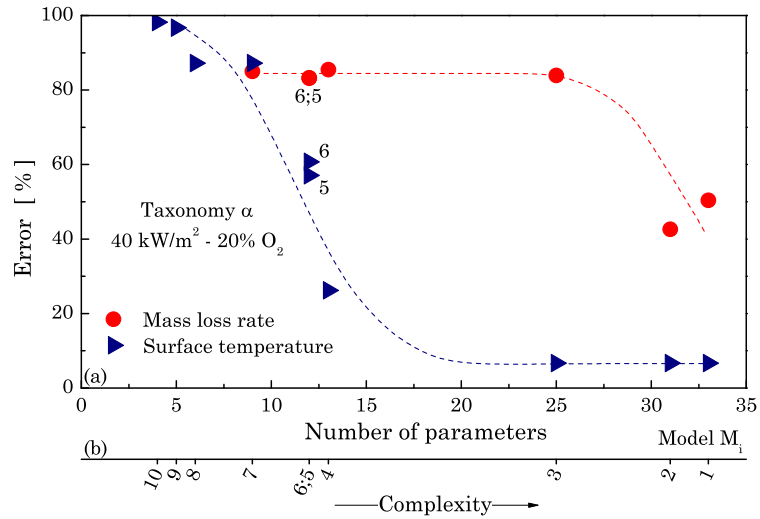 100
80
60
40
20
0
Error [%]
6;5
6
5
Taxonomy α
40 kW/m² - 20% O₂
Mass loss rate
Surface temperature
(a)
0 5 10 15 20 25 30 35
Number of parameters
Model Mᵢ
(b)
10 9 8 7 6;5 4 3 2 1
Complexity